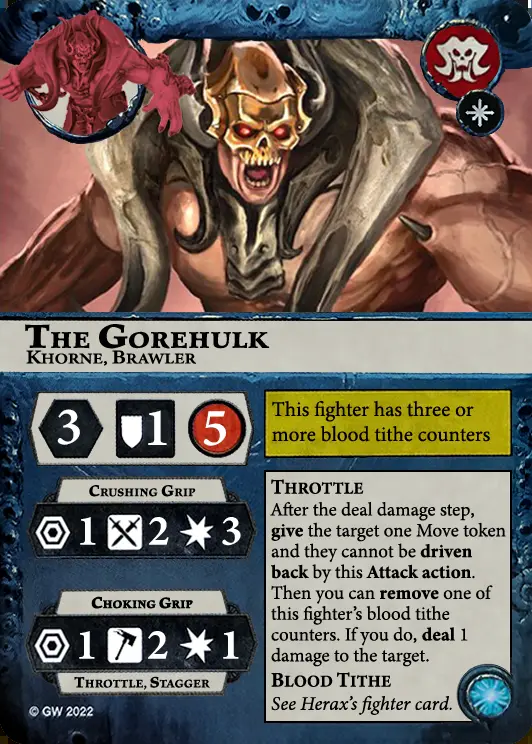 The Gorehulk
Khorne, Brawler
3 1 5
This fighter has three or
more blood tithe counters
Crushing Grip
1 2 3
Choking Grip
1 2 1
Throttle, Stagger
Throttle
After the deal damage step,
give the target one Move token
and they cannot be driven
back by this Attack action.
Then you can remove one of
this fighter's blood tithe
counters. If you do, deal 1
damage to the target.
Blood Tithe
See Herax's fighter card.
© GW 2022